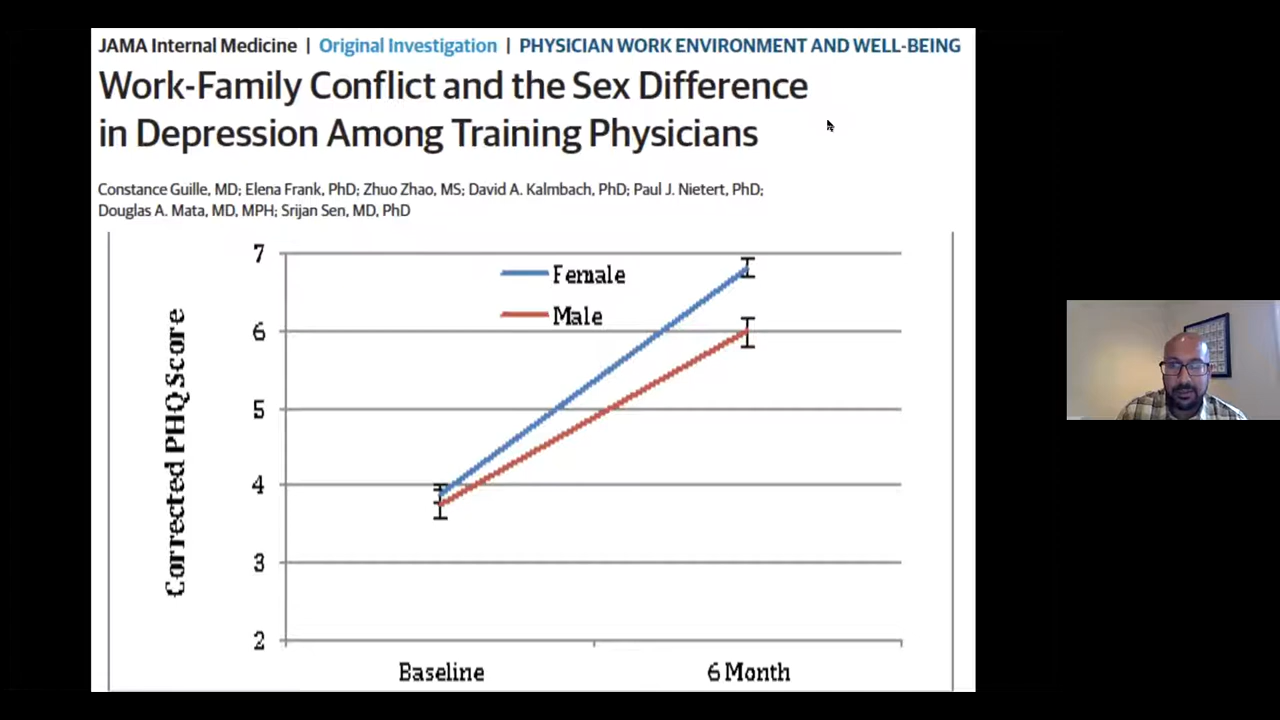 JAMA Internal Medicine | Original Investigation | PHYSICIAN WORK ENVIRONMENT AND WELL-BEING
Work-Family Conflict and the Sex Difference
in Depression Among Training Physicians
Constance Guille, MD; Elena Frank, PhD; Zhuo Zhao, MS; David A. Kalmbach, PhD; Paul J. Nietert, PhD;
Douglas A. Mata, MD, MPH; Srijan Sen, MD, PhD
7
Female
Male
6
5
4
3
2
Corrected PHQ Score
Baseline
6 Month